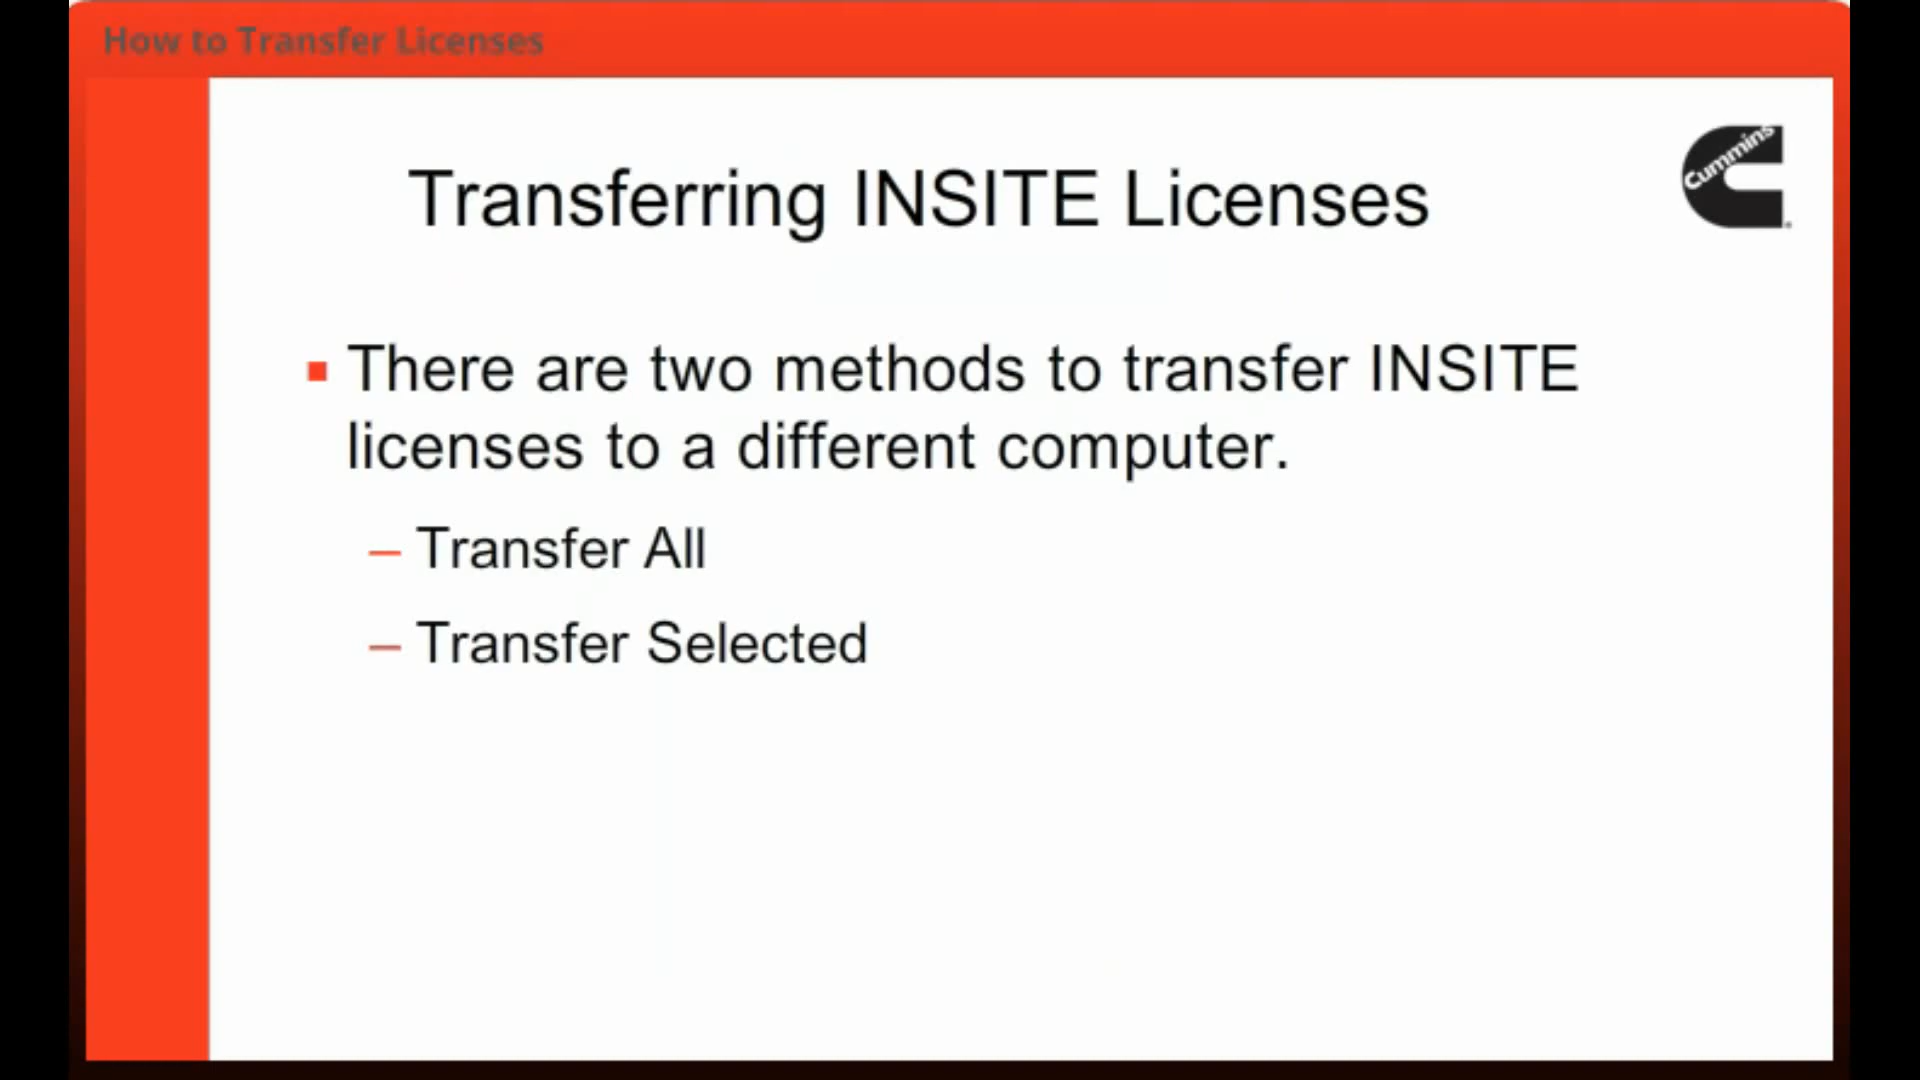 How to Transfer Licenses
Cummins
Transferring INSITE Licenses
There are two methods to transfer INSITE
licenses to a different computer.
– Transfer All
– Transfer Selected